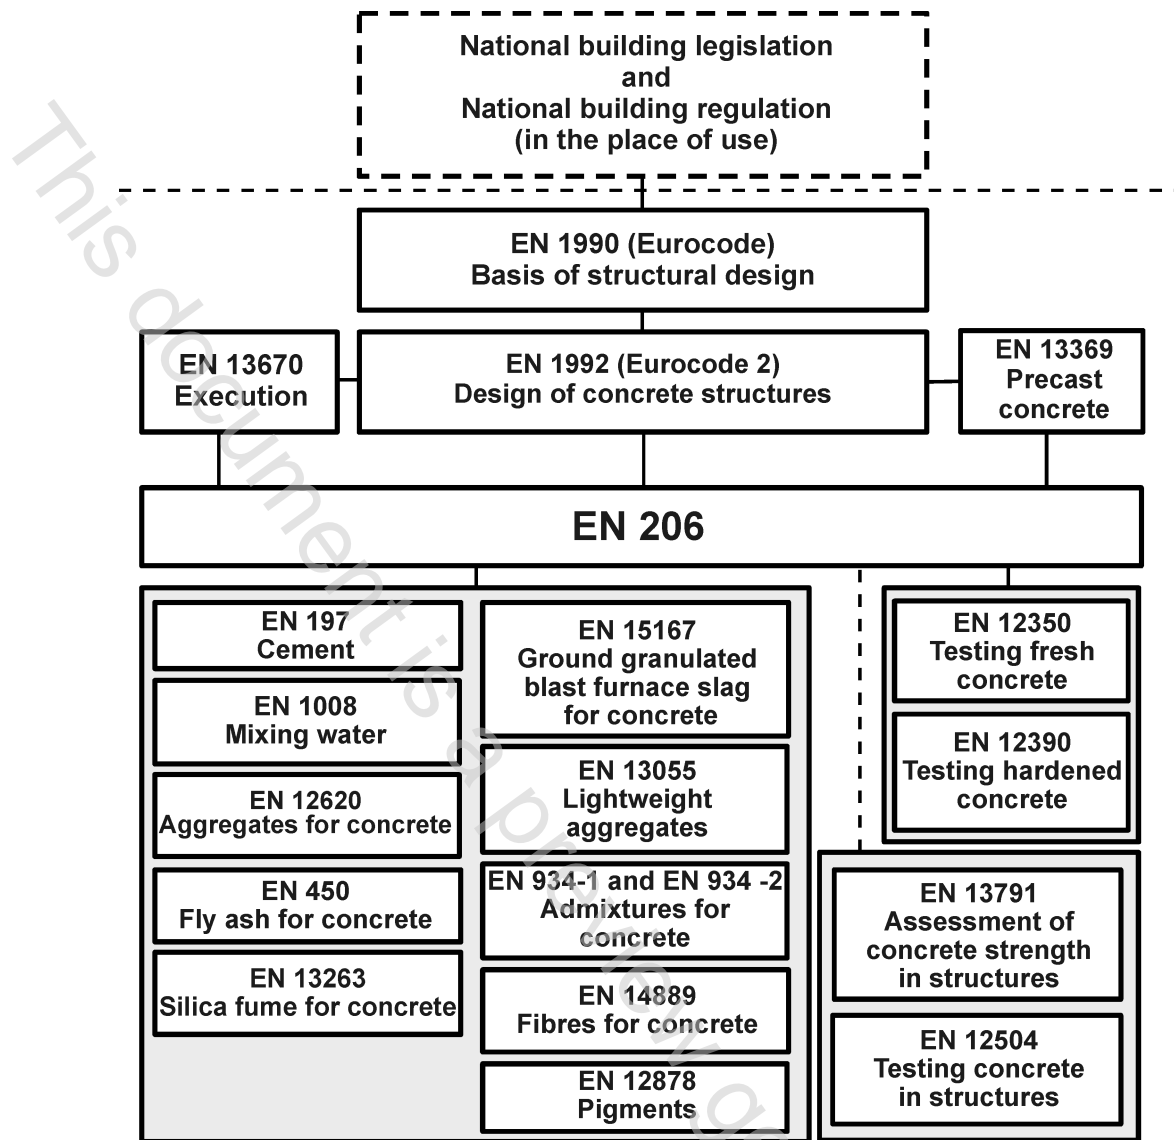 National building legislation
and
National building regulation
(in the place of use)
EN 1990 (Eurocode)
Basis of structural design
EN 13670
Execution
EN 1992 (Eurocode 2)
Design of concrete structures
EN 13369
Precast
concrete
EN 206
EN 197
Cement
EN 1008
Mixing water
EN 12620
Aggregates for concrete
EN 450
Fly ash for concrete
EN 13263
Silica fume for concrete
EN 15167
Ground granulated
blast furnace slag
for concrete
EN 13055
Lightweight
aggregates
EN 934-1 and EN 934 -2
Admixtures for
concrete
EN 14889
Fibres for concrete
EN 12878
Pigments
EN 12350
Testing fresh
concrete
EN 12390
Testing hardened
concrete
EN 13791
Assessment of
concrete strength
in structures
EN 12504
Testing concrete
in structures
This document is a preview